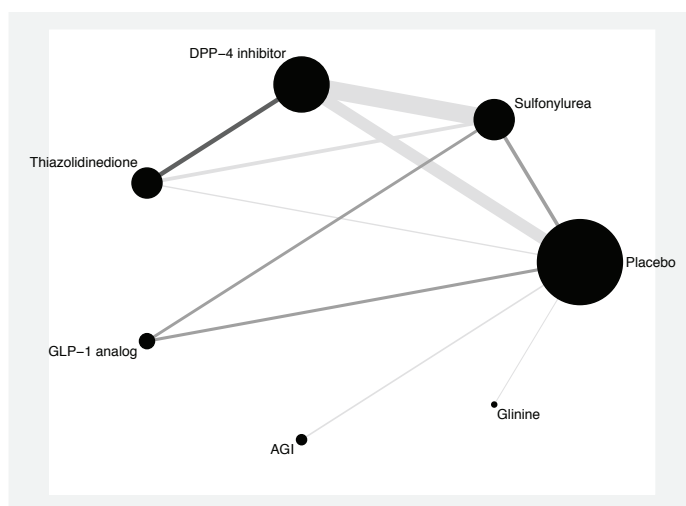 DPP−4 inhibitor
Sulfonylurea
Thiazolidinedione
Placebo
GLP−1 analog
Glinine
AGI